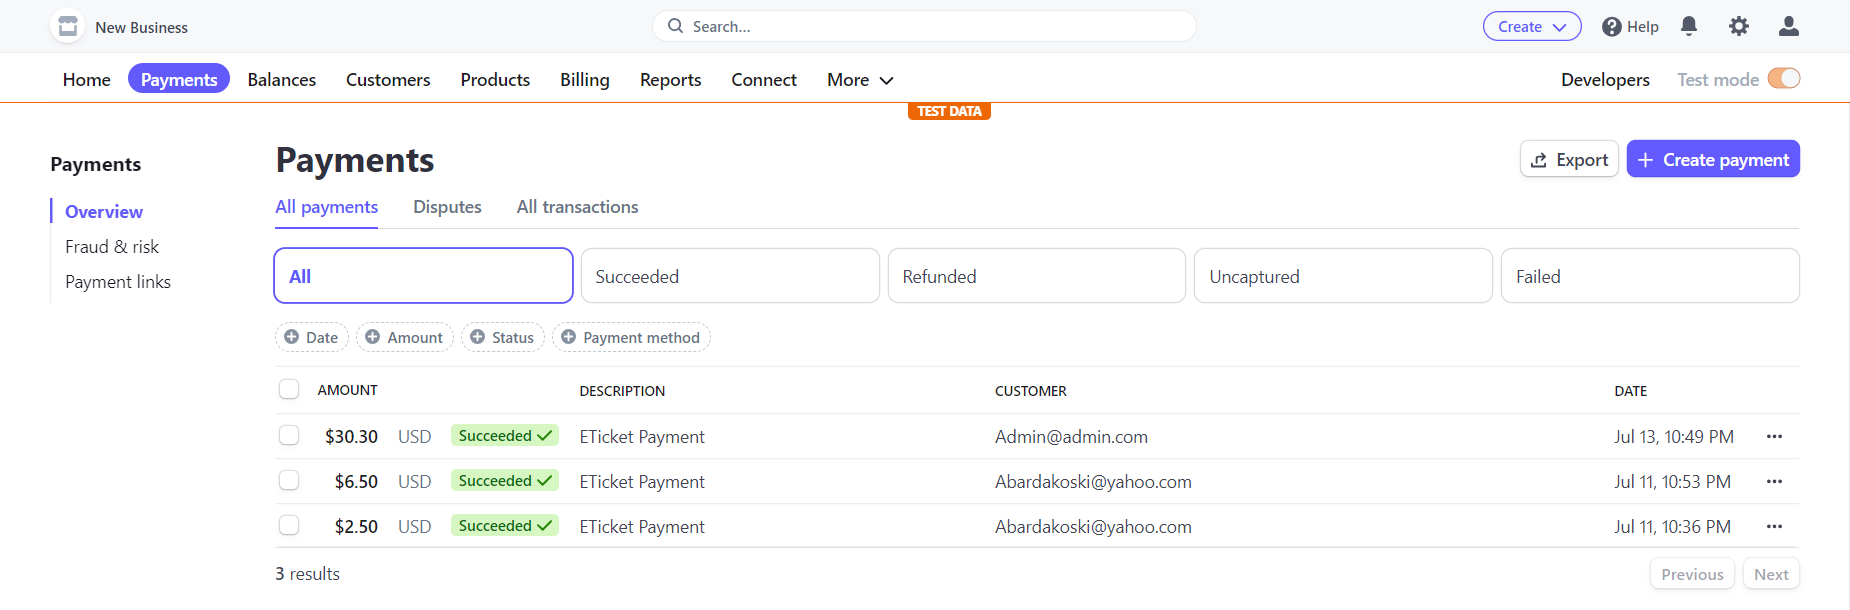 New Business Search... Create Help
Home Payments Balances Customers Products Billing Reports Connect More Developers Test mode
TEST DATA
Payments
Overview
Fraud & risk
Payment links
Payments
Export Create payment
All payments Disputes All transactions
All Succeeded Refunded Uncaptured Failed
Date Amount Status Payment method
AMOUNT DESCRIPTION CUSTOMER DATE
$30.30 USD Succeeded ETicket Payment Admin@admin.com Jul 13, 10:49 PM
$6.50 USD Succeeded ETicket Payment Abardakoski@yahoo.com Jul 11, 10:53 PM
$2.50 USD Succeeded ETicket Payment Abardakoski@yahoo.com Jul 11, 10:36 PM
3 results Previous Next